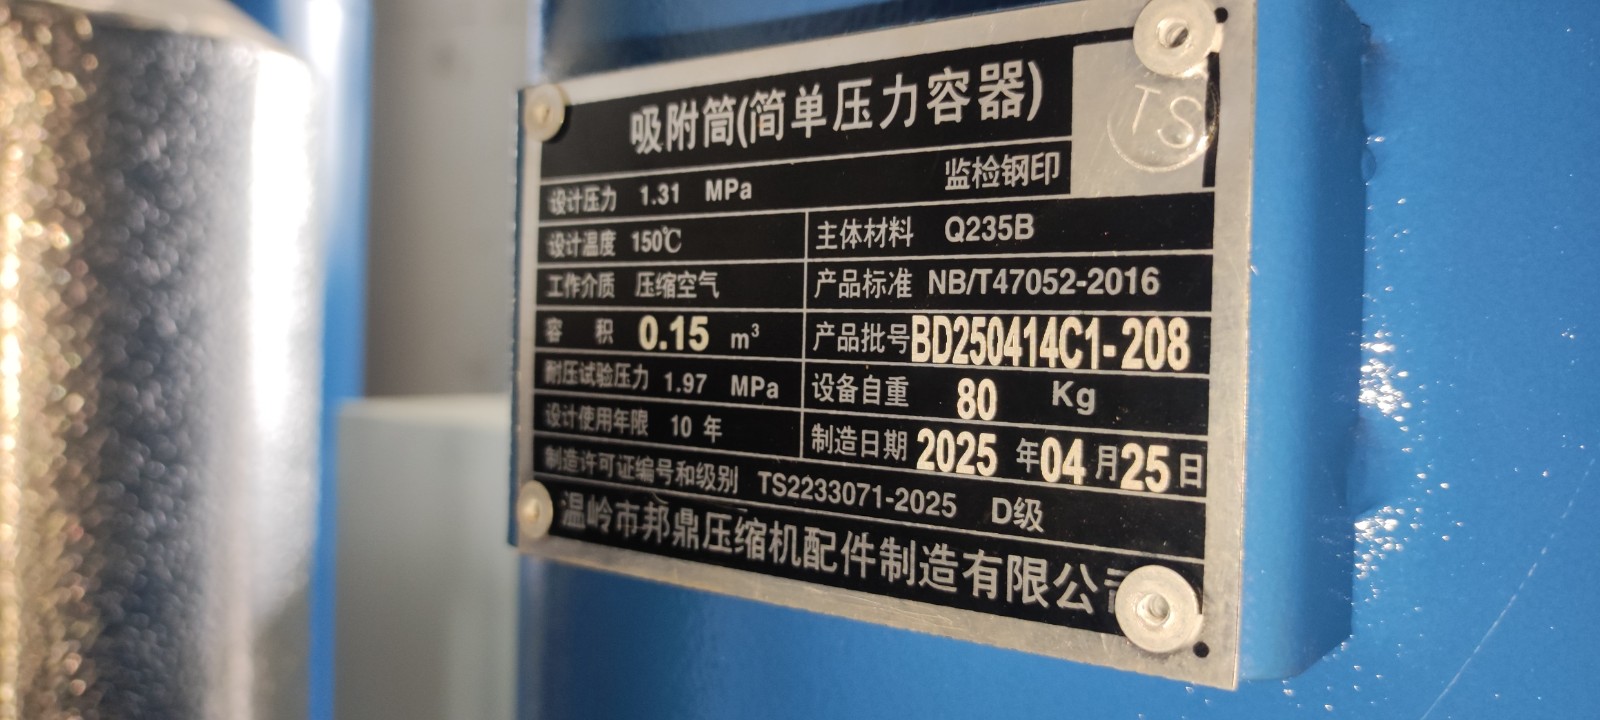 吸附筒(简单压力容器)
TS
设计压力 1.31 MPa 监检钢印
设计温度 150℃ 主体材料 Q235B
工作介质 压缩空气 产品标准 NB/T47052-2016
容 积 0.15 m³ 产品批号 BD250414C1-208
耐压试验压力 1.97 MPa 设备自重 80 Kg
设计使用年限 10 年 制造日期 2025 年 04 月 25 日
制造许可证编号和级别 TS2233071-2025 D级
温岭市邦鼎压缩机配件制造有限公司